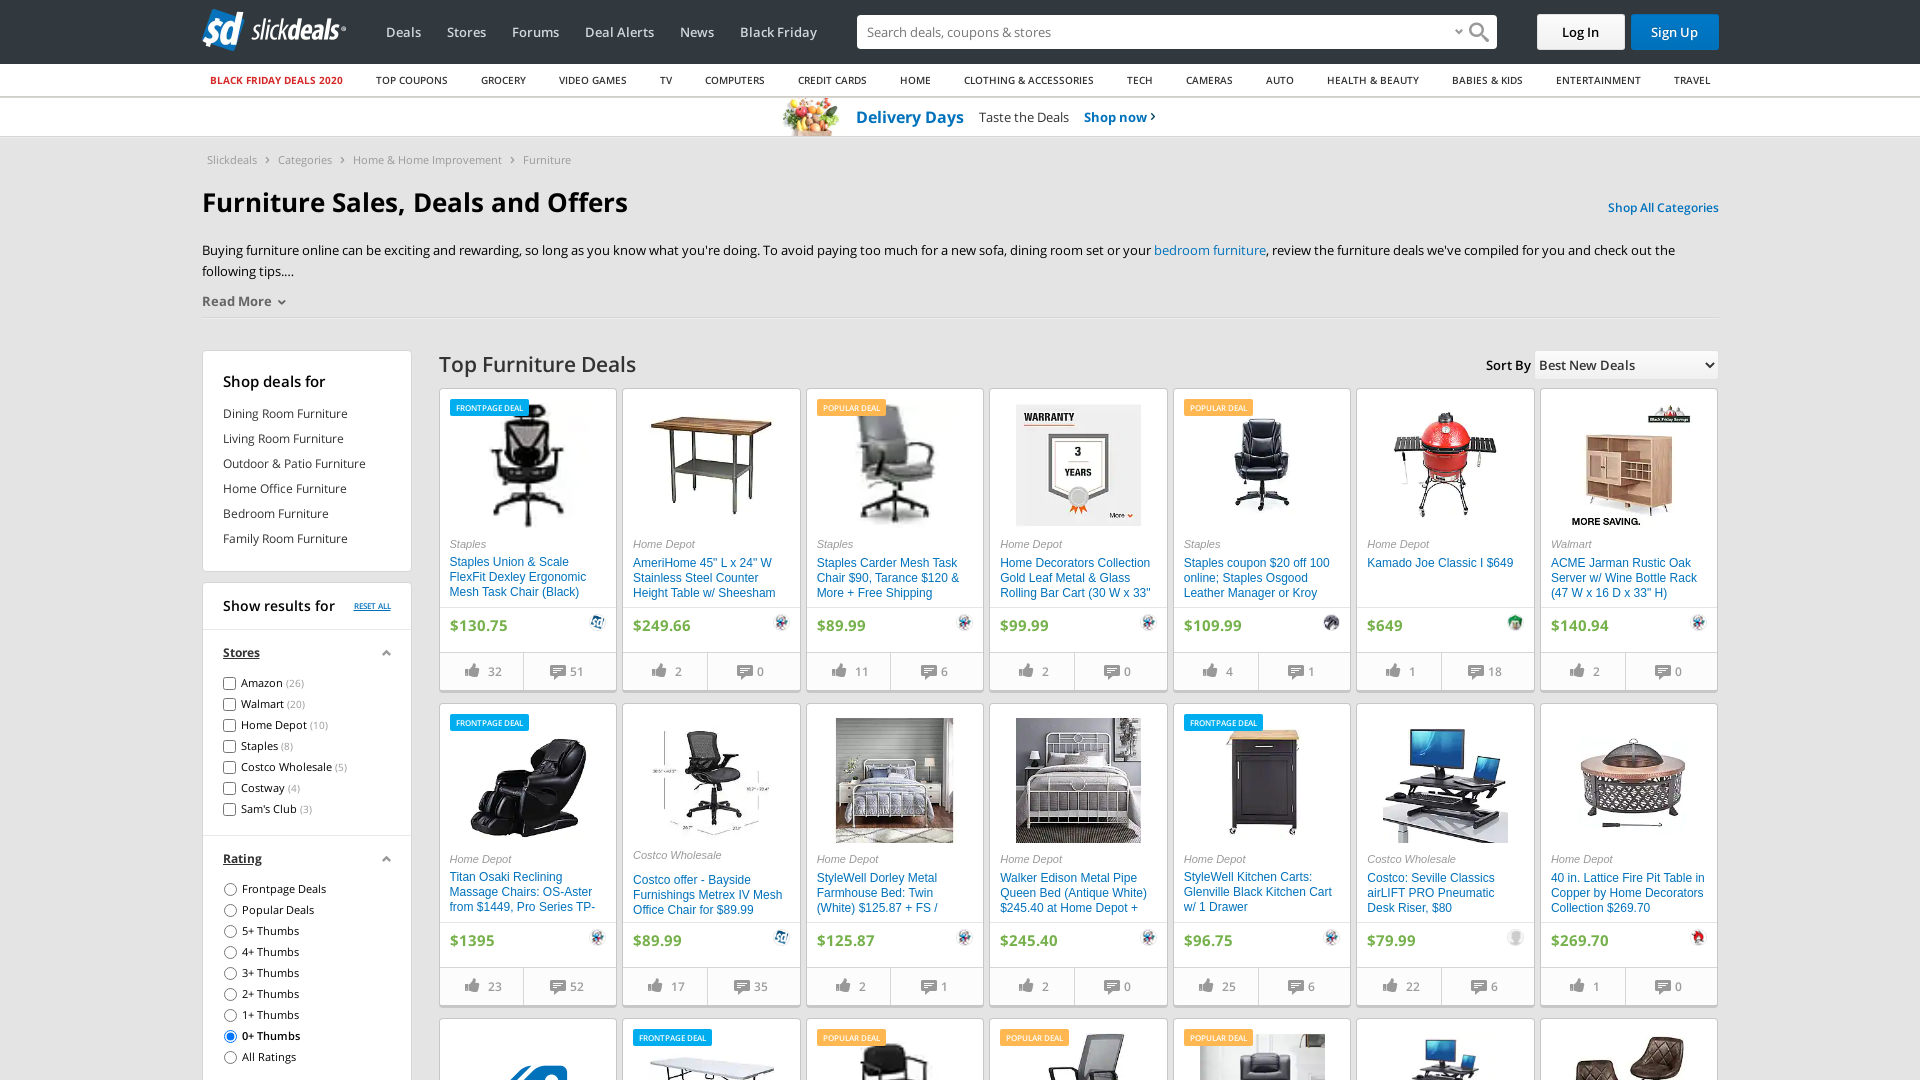 slickdeals
Deals
Stores
Forums
Deal Alerts
News
Black Friday
Search deals, coupons & stores
Log In
Sign Up
BLACK FRIDAY DEALS 2020
TOP COUPONS
GROCERY
VIDEO GAMES
TV
COMPUTERS
CREDIT CARDS
HOME
CLOTHING & ACCESSORIES
TECH
CAMERAS
AUTO
HEALTH & BEAUTY
BABIES & KIDS
ENTERTAINMENT
TRAVEL
Delivery Days Taste the Deals Shop now
Slickdeals
Categories
Home & Home Improvement
Furniture
Furniture Sales, Deals and Offers
Shop All Categories
Buying furniture online can be exciting and rewarding, so long as you know what you're doing. To avoid paying too much for a new sofa, dining room set or your bedroom furniture, review the furniture deals we've compiled for you and check out the
following tips....
Read More
Shop deals for
Dining Room Furniture
Living Room Furniture
Outdoor & Patio Furniture
Home Office Furniture
Bedroom Furniture
Family Room Furniture
Show results for
RESET ALL
Stores
Amazon (26)
Walmart (20)
Home Depot (10)
Staples (8)
Costco Wholesale (5)
Costway (4)
Sam's Club (3)
Rating
Frontpage Deals
Popular Deals
5+ Thumbs
4+ Thumbs
3+ Thumbs
2+ Thumbs
1+ Thumbs
0+ Thumbs
All Ratings
Top Furniture Deals
Sort By
Best New Deals
FRONTPAGE DEAL
Staples
Staples Union & Scale
FlexFit Dexley Ergonomic
Mesh Task Chair (Black)
$130.75
32
51
Home Depot
AmeriHome 45" L x 24" W
Stainless Steel Counter
Height Table w/ Sheesham
$249.66
2
0
POPULAR DEAL
Staples
Staples Carder Mesh Task
Chair $90, Tarance $120 &
More + Free Shipping
$89.99
11
6
WARRANTY
3
YEARS
More
Home Depot
Home Decorators Collection
Gold Leaf Metal & Glass
Rolling Bar Cart (30 W x 33"
$99.99
2
0
POPULAR DEAL
Staples
Staples coupon $20 off 100
online; Staples Osgood
Leather Manager or Kroy
$109.99
4
1
Home Depot
Kamado Joe Classic I $649
$649
1
18
MORE SAVING.
Walmart
ACME Jarman Rustic Oak
Server w/ Wine Bottle Rack
(47 W x 16 D x 33" H)
$140.94
2
0
FRONTPAGE DEAL
Home Depot
Titan Osaki Reclining
Massage Chairs: OS-Aster
from $1449, Pro Series TP-
$1395
23
52
Costco Wholesale
Costco offer - Bayside
Furnishings Metrex IV Mesh
Office Chair for $89.99
$89.99
17
35
Home Depot
StyleWell Dorley Metal
Farmhouse Bed: Twin
(White) $125.87 + FS /
$125.87
2
1
Home Depot
Walker Edison Metal Pipe
Queen Bed (Antique White)
$245.40 at Home Depot +
$245.40
2
0
FRONTPAGE DEAL
Home Depot
StyleWell Kitchen Carts:
Glenville Black Kitchen Cart
w/ 1 Drawer
$96.75
25
6
Costco Wholesale
Costco: Seville Classics
airLIFT PRO Pneumatic
Desk Riser, $80
$79.99
22
6
Home Depot
40 in. Lattice Fire Pit Table in
Copper by Home Decorators
Collection $269.70
$269.70
1
0
FRONTPAGE DEAL
POPULAR DEAL
POPULAR DEAL
POPULAR DEAL